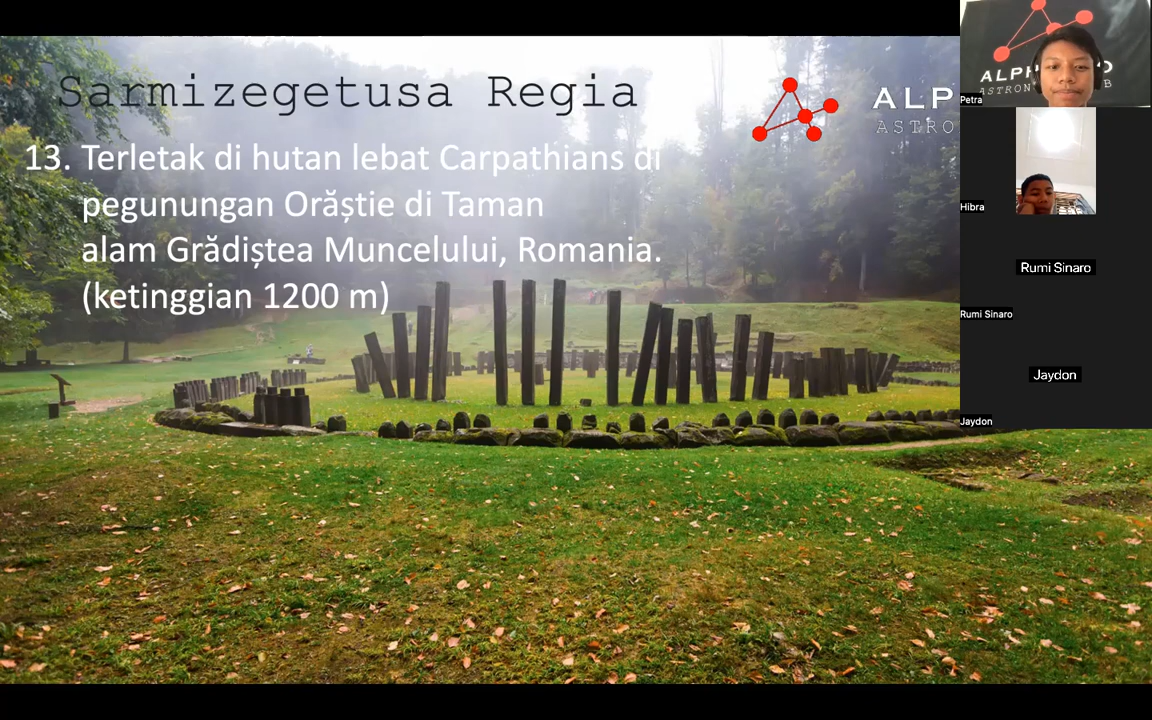 Sarmizegetusa Regia
13. Terletak di hutan lebat Carpathians di
pegunungan Orăștie di Taman
alam Grădiștea Muncelului, Romania.
(ketinggian 1200 m)
ALP
ASTRO
Petra
Hibra
Rumi Sinaro
Rumi Sinaro
Jaydon
Jaydon